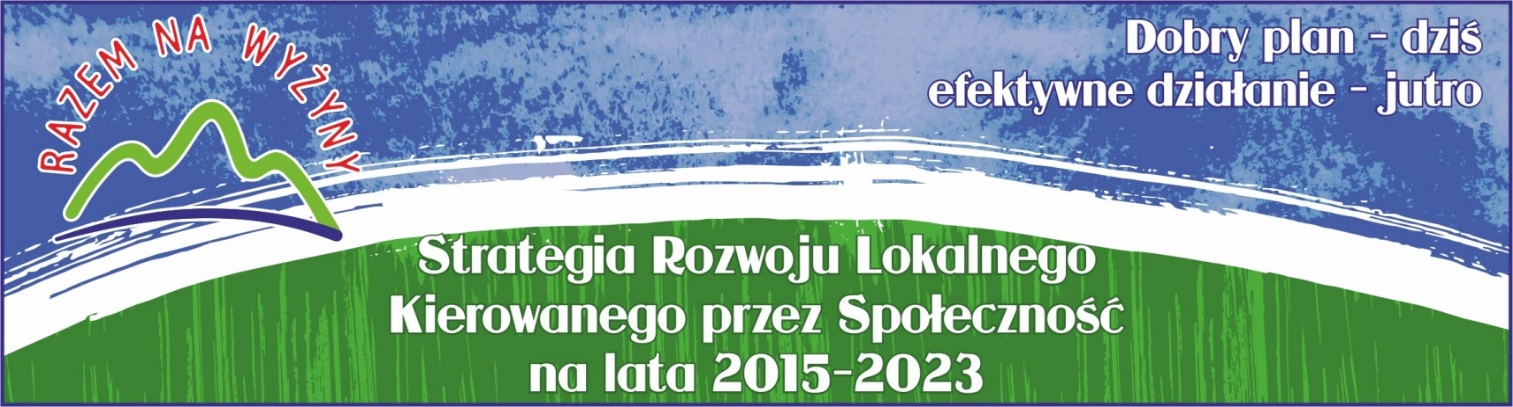 RAZEM NA WYŻYNY
Dobry plan - dziś
efektywne działanie - jutro
Strategia Rozwoju Lokalnego
Kierowanego przez Społeczność
na lata 2015-2023